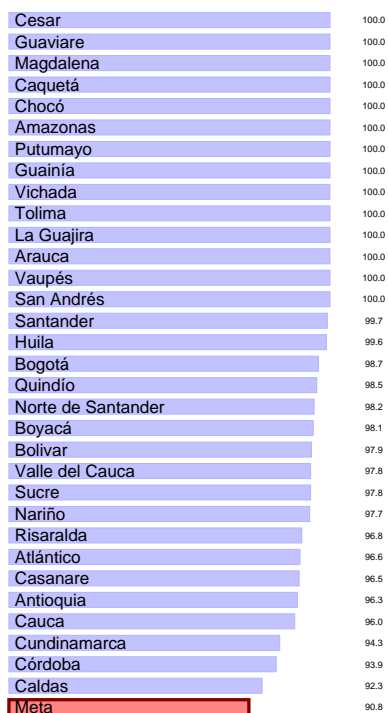 Cesar 100.0
Guaviare 100.0
Magdalena 100.0
Caquetá 100.0
Chocó 100.0
Amazonas 100.0
Putumayo 100.0
Guainía 100.0
Vichada 100.0
Tolima 100.0
La Guajira 100.0
Arauca 100.0
Vaupés 100.0
San Andrés 100.0
Santander 99.7
Huila 99.6
Bogotá 98.7
Quindío 98.5
Norte de Santander 98.2
Boyacá 98.1
Bolivar 97.9
Valle del Cauca 97.8
Sucre 97.8
Nariño 97.7
Risaralda 96.8
Atlántico 96.6
Casanare 96.5
Antioquia 96.3
Cauca 96.0
Cundinamarca 94.3
Córdoba 93.9
Caldas 92.3
Meta 90.8